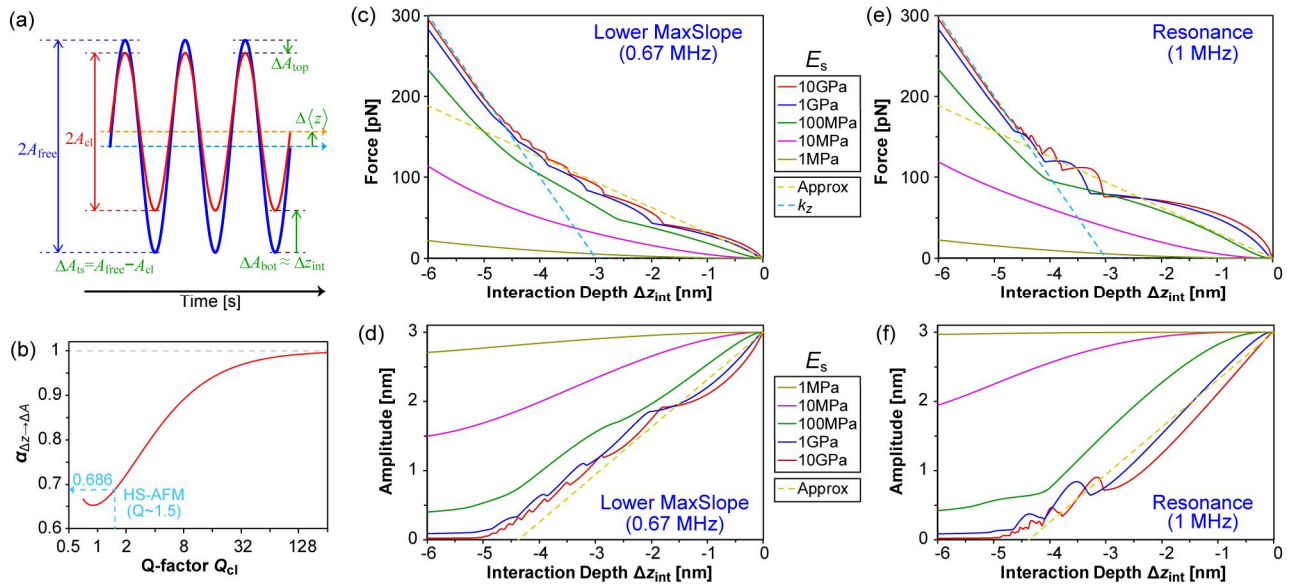 (a)
2A_free
2A_cl
ΔA_top
Δ⟨z⟩
ΔA_ts=A_free−A_cl
ΔA_bot ≈ Δz_int
Time [s]
(b)
α_Δz→ΔA
1
0.9
0.8
0.7
0.6
0.686
HS-AFM
(Q~1.5)
0.5 1 2 8 32 128
Q-factor Q_cl
(c)
Force [pN]
300
200
100
0
Lower MaxSlope
(0.67 MHz)
-6 -5 -4 -3 -2 -1 0
Interaction Depth Δz_int [nm]
E_s
10GPa
1GPa
100MPa
10MPa
1MPa
Approx
k_z
(e)
Force [pN]
300
200
100
0
Resonance
(1 MHz)
-6 -5 -4 -3 -2 -1 0
Interaction Depth Δz_int [nm]
(d)
Amplitude [nm]
3
2
1
0
Lower MaxSlope
(0.67 MHz)
-6 -5 -4 -3 -2 -1 0
Interaction Depth Δz_int [nm]
E_s
1MPa
10MPa
100MPa
1GPa
10GPa
Approx
(f)
Amplitude [nm]
3
2
1
0
Resonance
(1 MHz)
-6 -5 -4 -3 -2 -1 0
Interaction Depth Δz_int [nm]